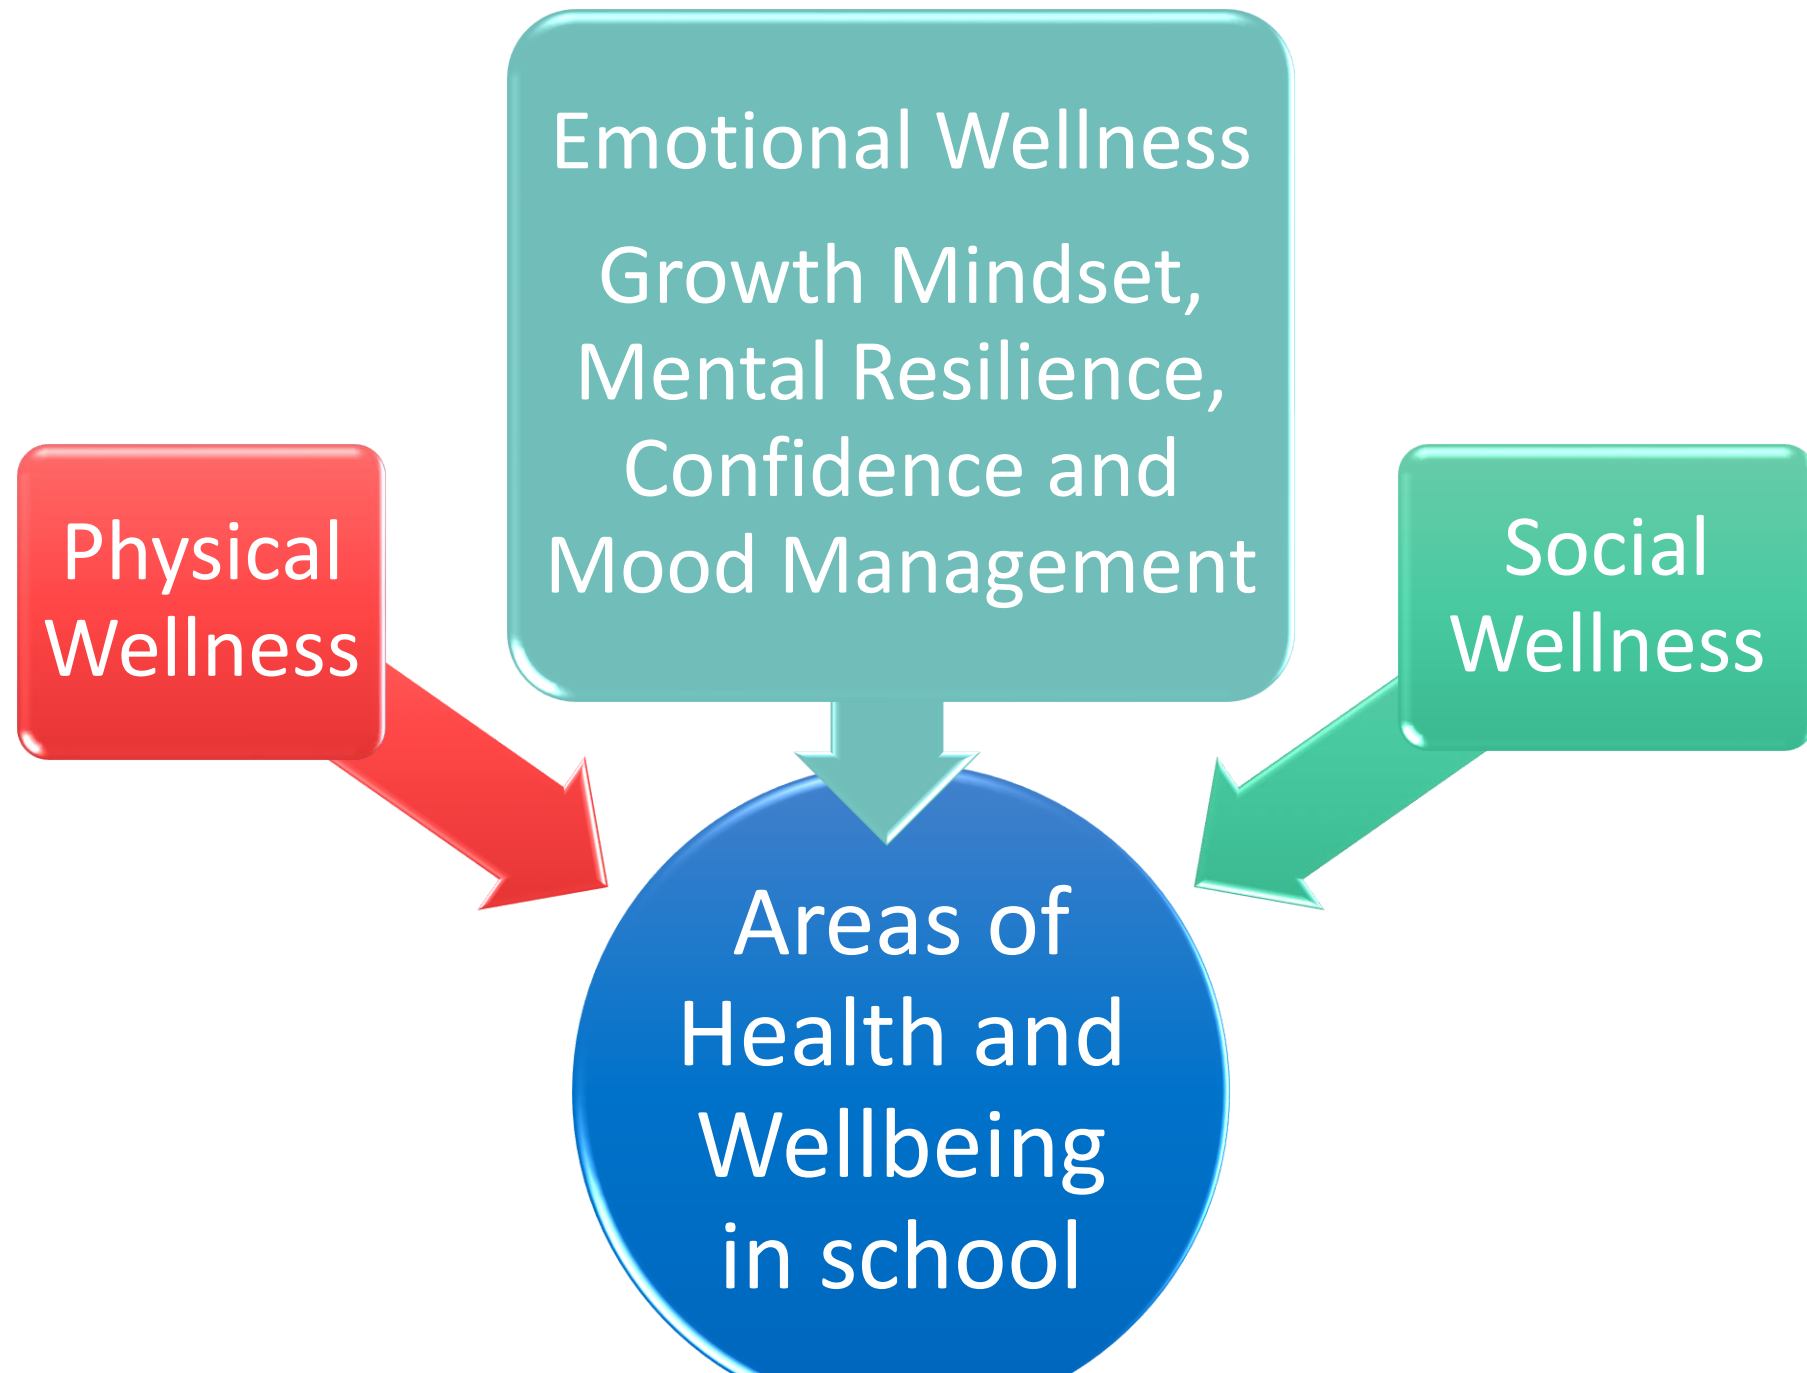 Emotional Wellness
Growth Mindset,
Mental Resilience,
Confidence and
Mood Management
Physical
Wellness
Social
Wellness
Areas of
Health and
Wellbeing
in school